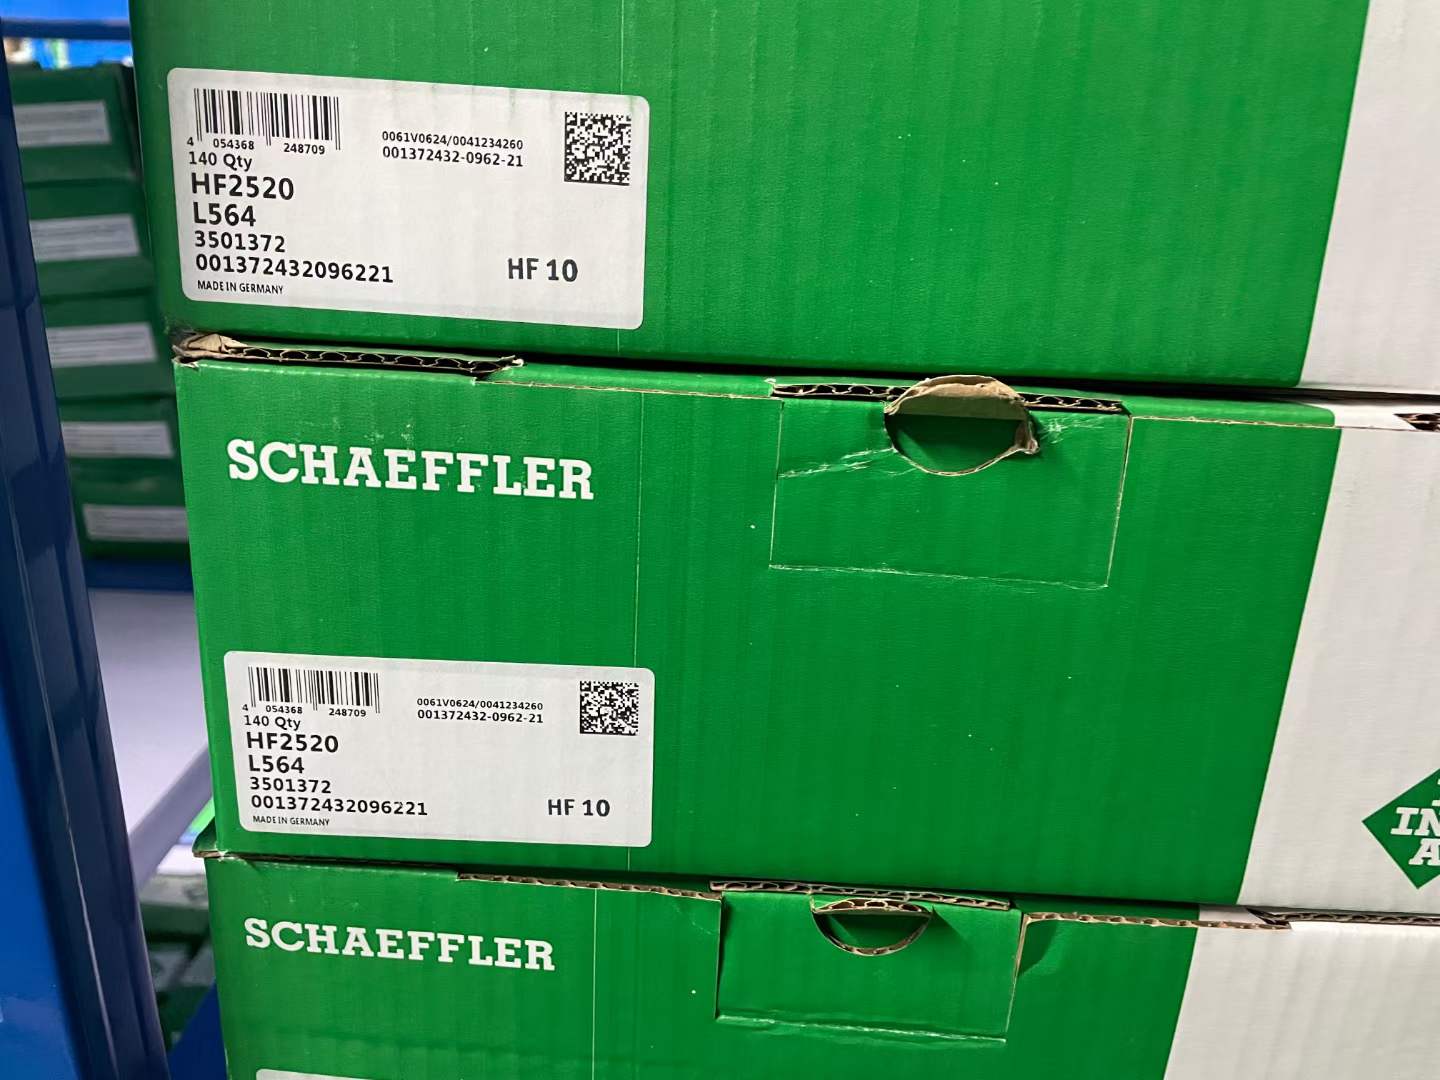 4 054368 248709
0061V0624/0041234260
001372432-0962-21
140 Qty
HF2520
L564
3501372
001372432096221
HF 10
MADE IN GERMANY
SCHAEFFLER
4 054368 248709
0061V0624/0041234260
001372432-0962-21
140 Qty
HF2520
L564
3501372
001372432096221
HF 10
MADE IN GERMANY
SCHAEFFLER